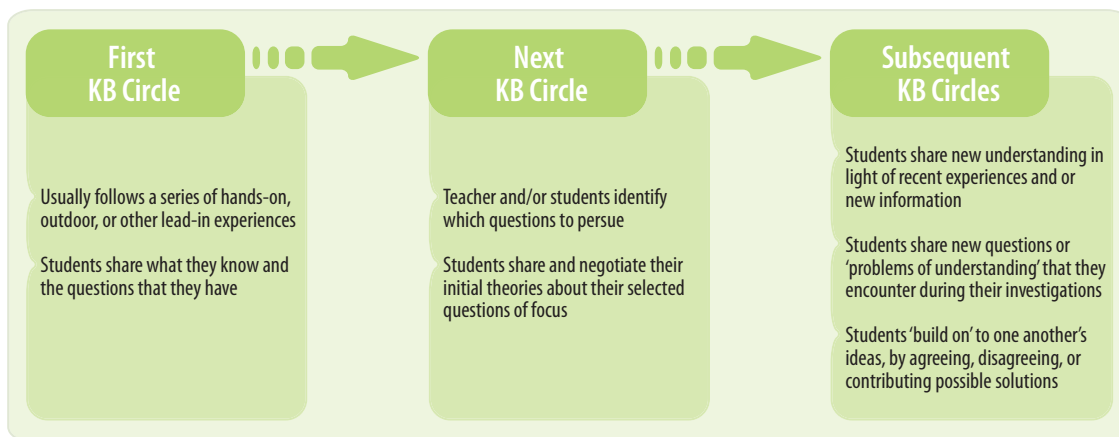 First
KB Circle
Usually follows a series of hands-on,
outdoor, or other lead-in experiences
Students share what they know and
the questions that they have
Next
KB Circle
Teacher and/or students identify
which questions to persue
Students share and negotiate their
initial theories about their selected
questions of focus
Subsequent
KB Circles
Students share new understanding in
light of recent experiences and or
new information
Students share new questions or
‘problems of understanding’ that they
encounter during their investigations
Students ‘build on’ to one another’s
ideas, by agreeing, disagreeing, or
contributing possible solutions